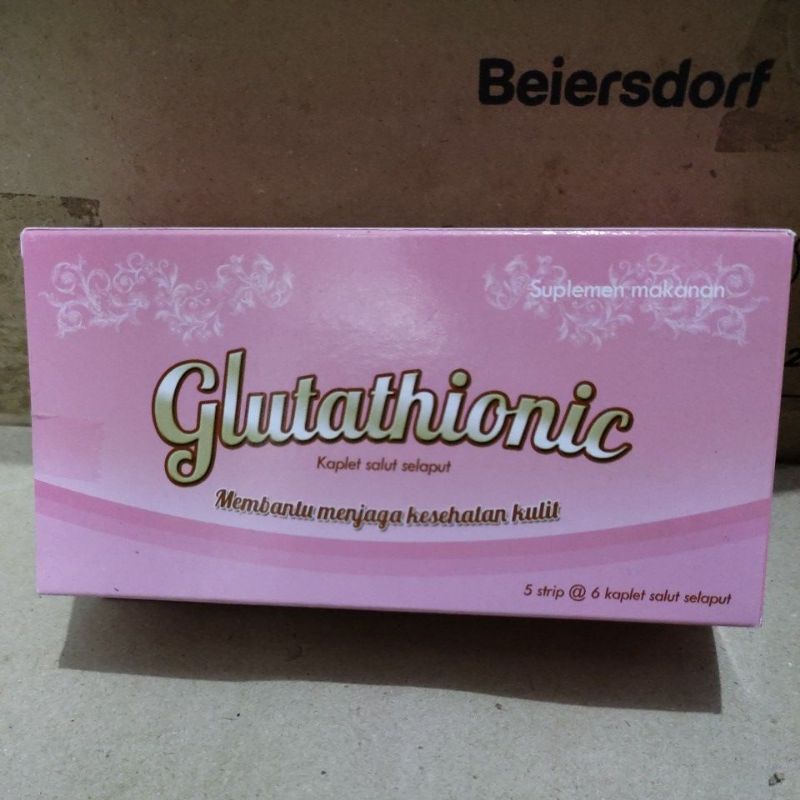 Beiersdorf
Suplemen makanan
Glutathionic
Kaplet salut selaput
Membantu menjaga kesehatan kulit
5 strip @ 6 kaplet salut selaput